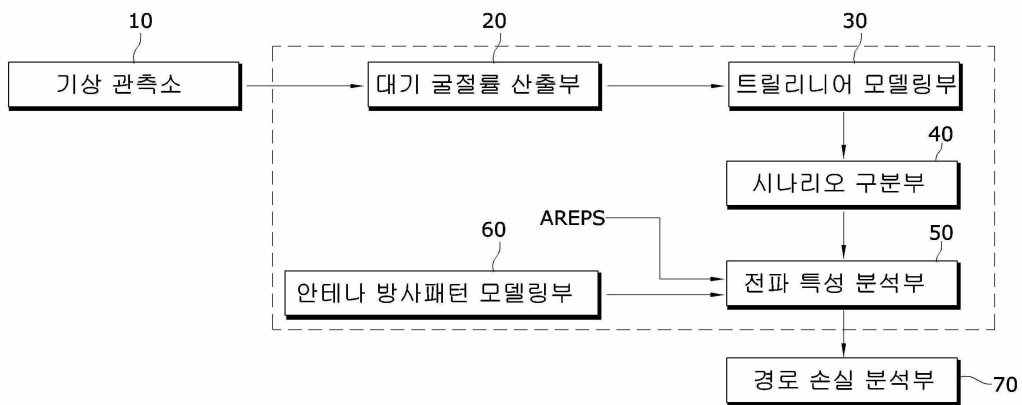 10
20
30
기상 관측소
대기 굴절률 산출부
트릴리니어 모델링부
40
시나리오 구분부
AREPS
60
50
안테나 방사패턴 모델링부
전파 특성 분석부
경로 손실 분석부
70